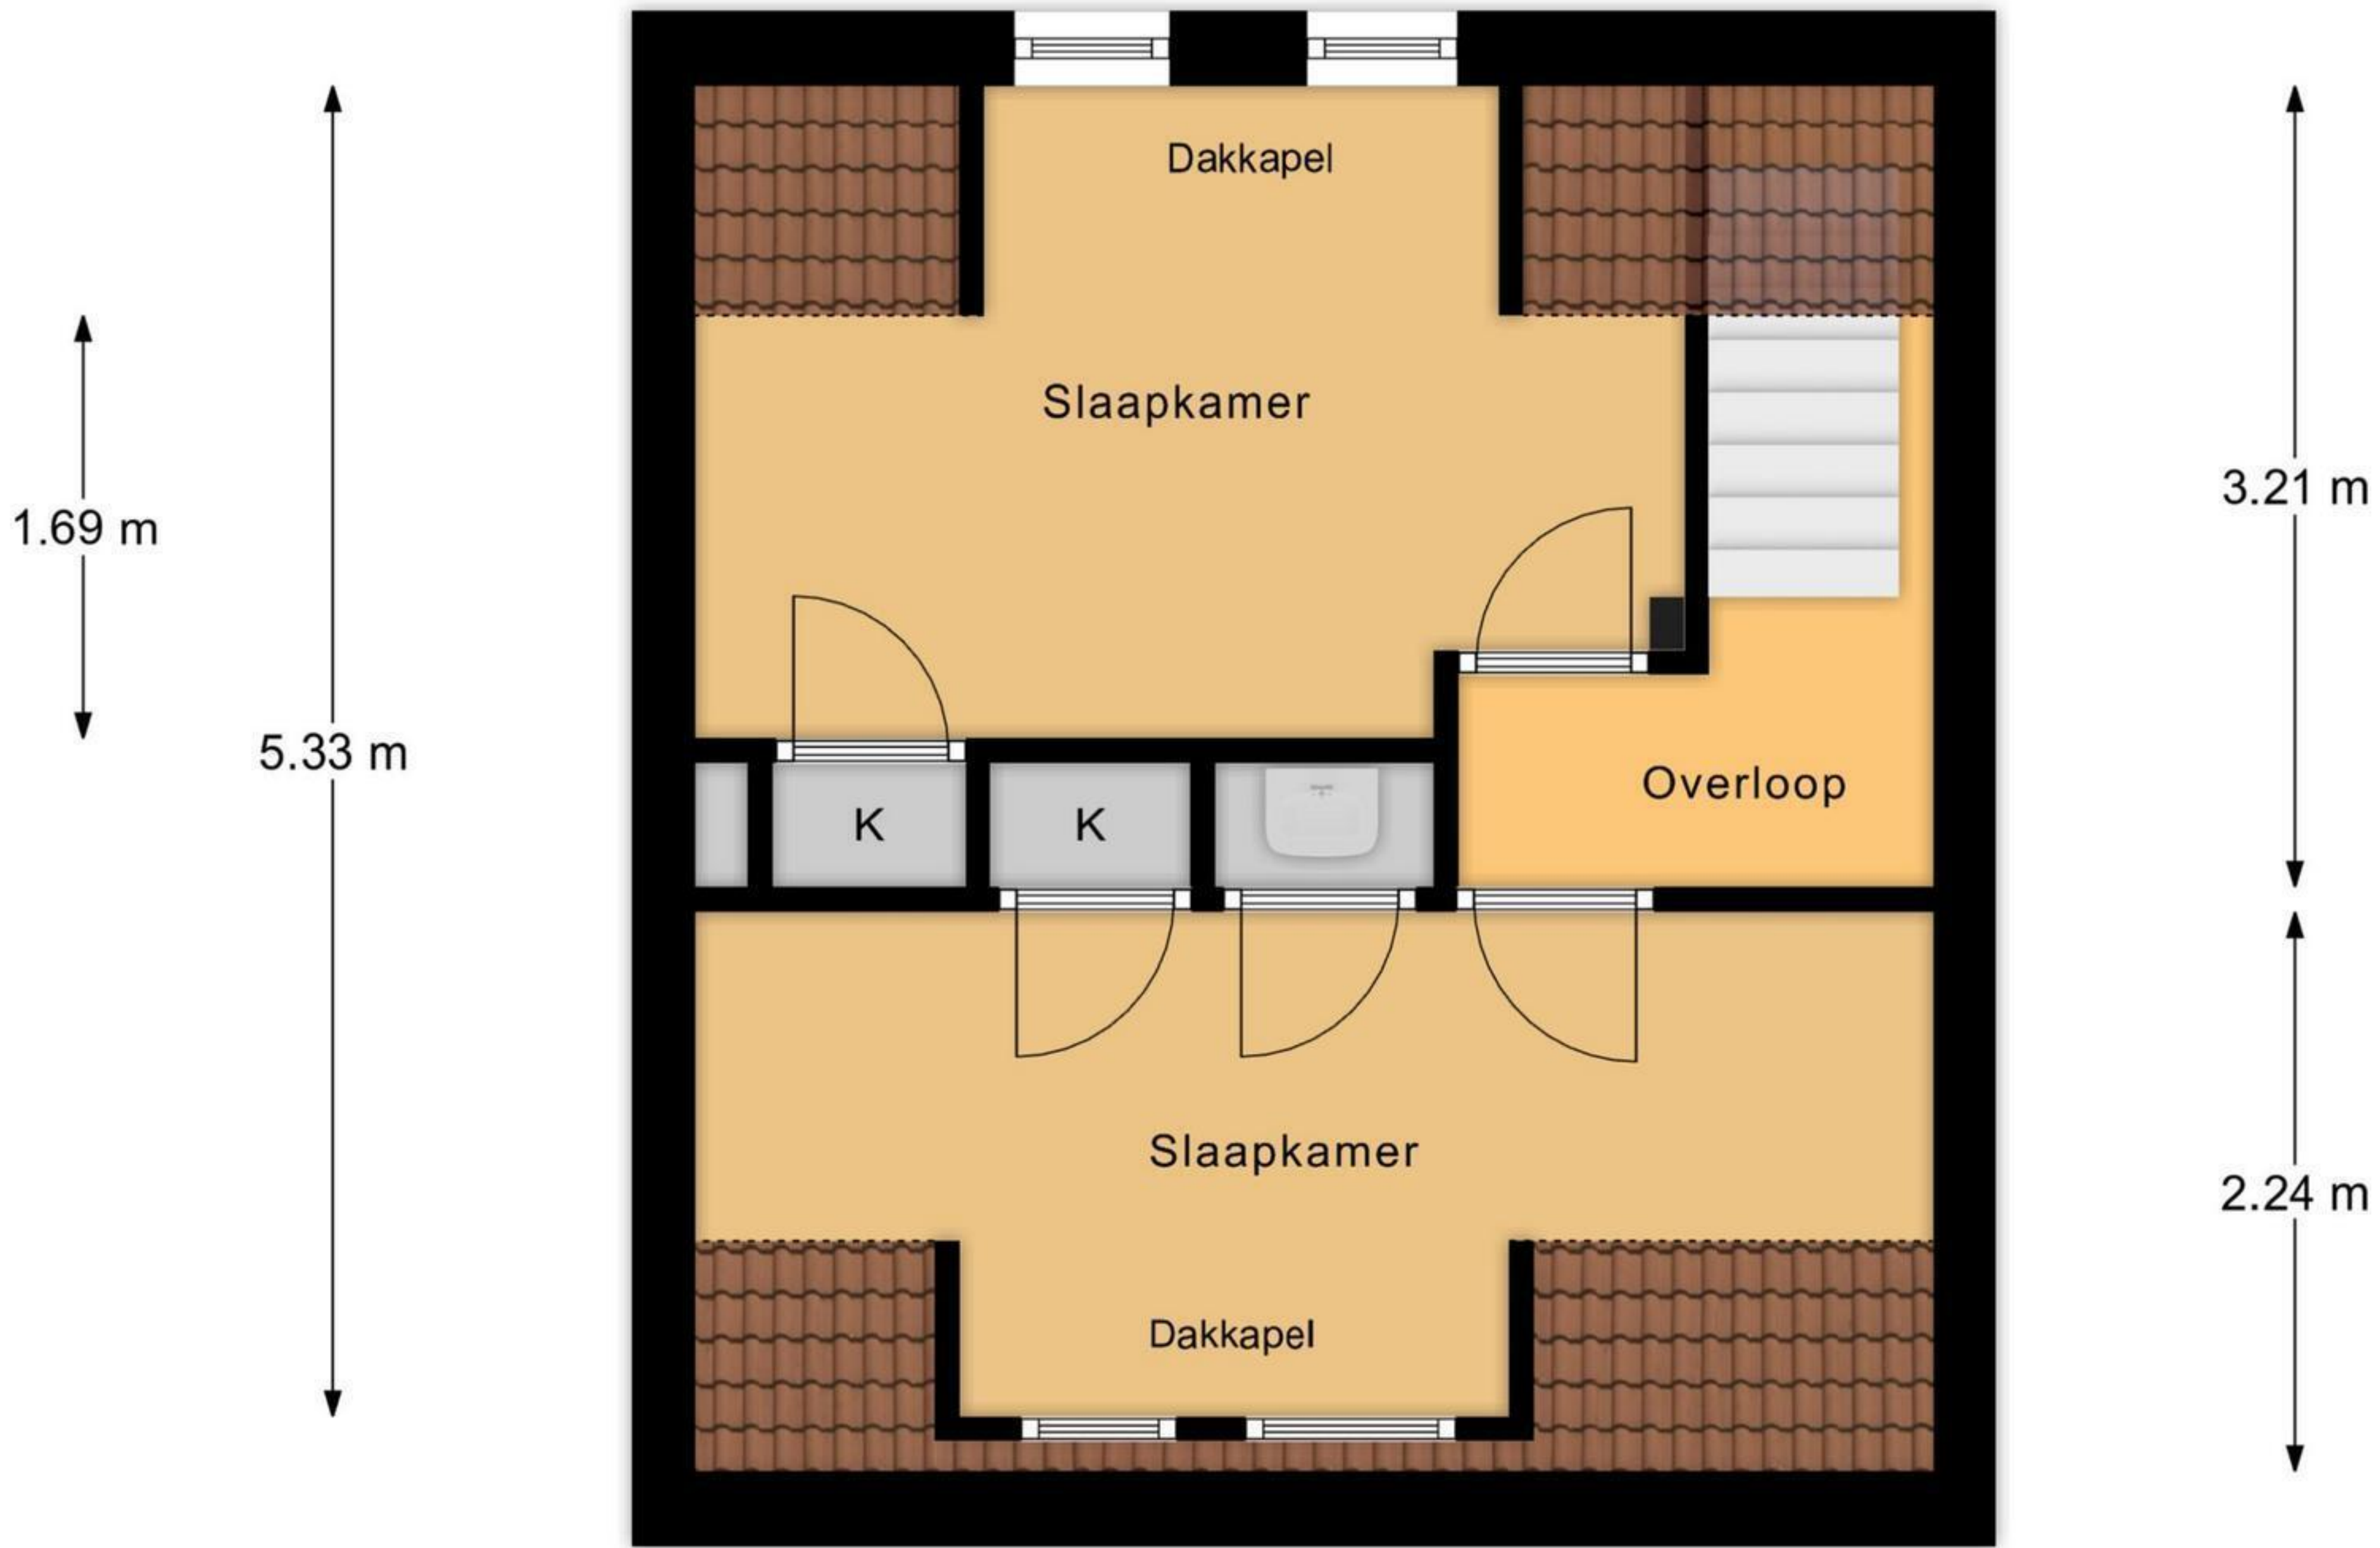 Dakkapel
Slaapkamer
3.21 m
1.69 m
5.33 m
Overloop
K
K
Slaapkamer
2.24 m
Dakkapel